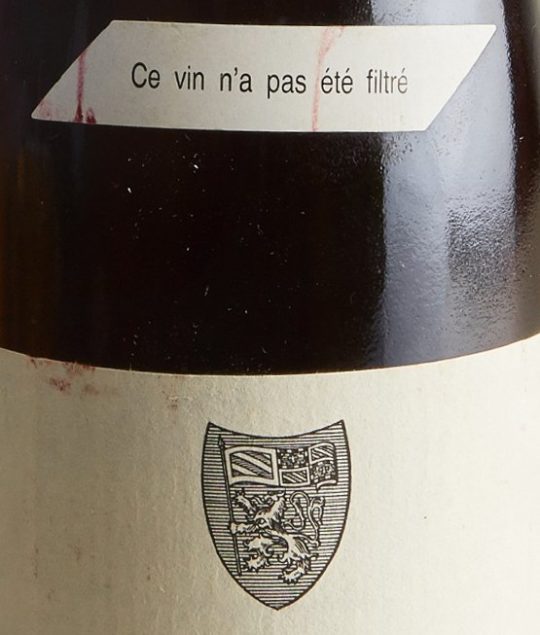 Ce vin n'a pas été filtré